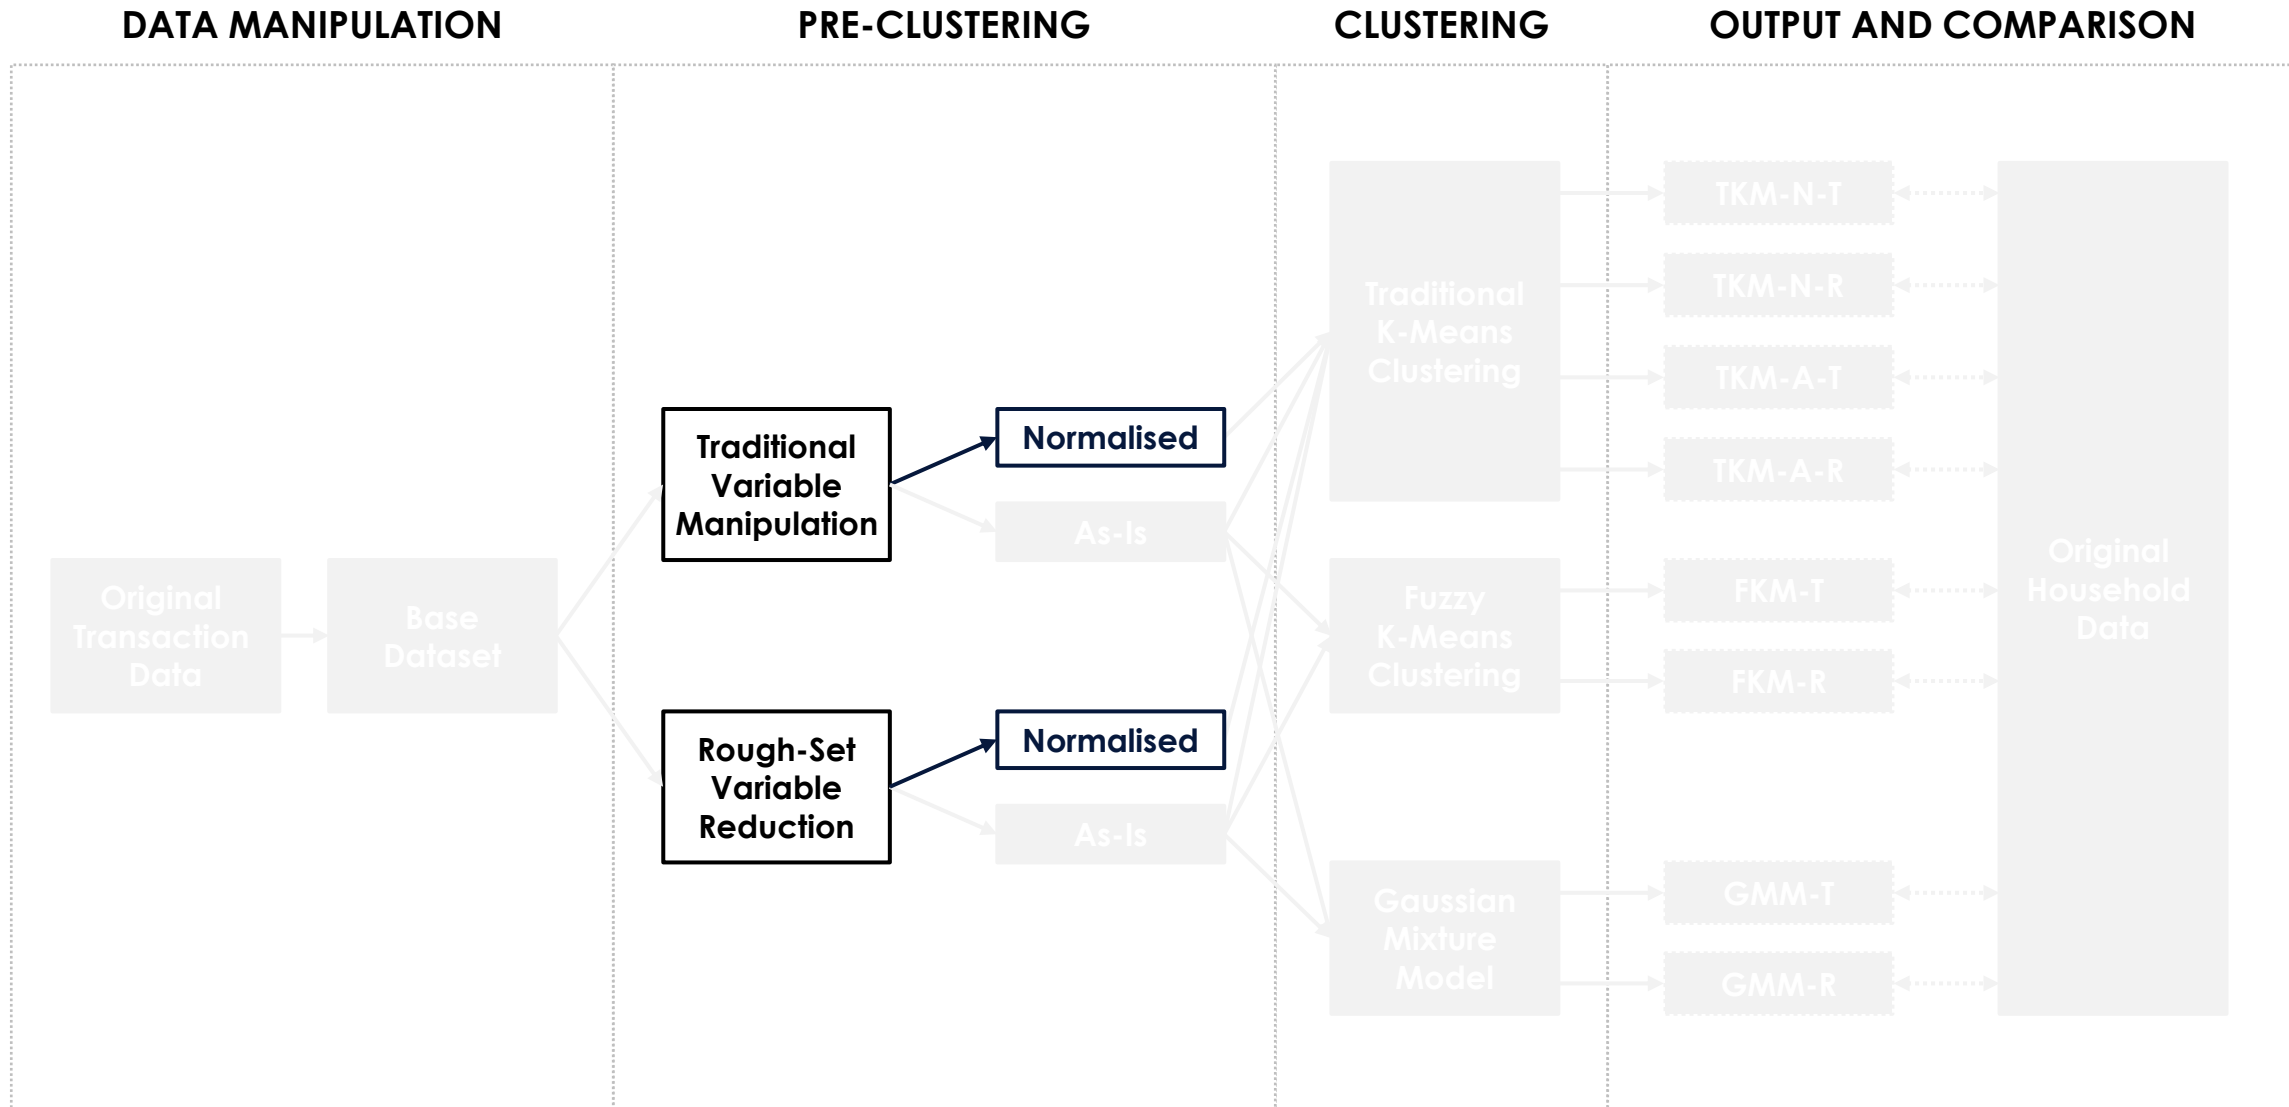 DATA MANIPULATION
PRE-CLUSTERING
CLUSTERING
OUTPUT AND COMPARISON
Original
Transaction
Data
Base
Dataset
Traditional
Variable
Manipulation
Normalised
As-Is
Rough-Set
Variable
Reduction
Normalised
As-Is
Traditional
K-Means
Clustering
Fuzzy
K-Means
Clustering
Gaussian
Mixture
Model
TKM-N-T
TKM-N-R
TKM-A-T
TKM-A-R
FKM-T
FKM-R
GMM-T
GMM-R
Original
Household
Data